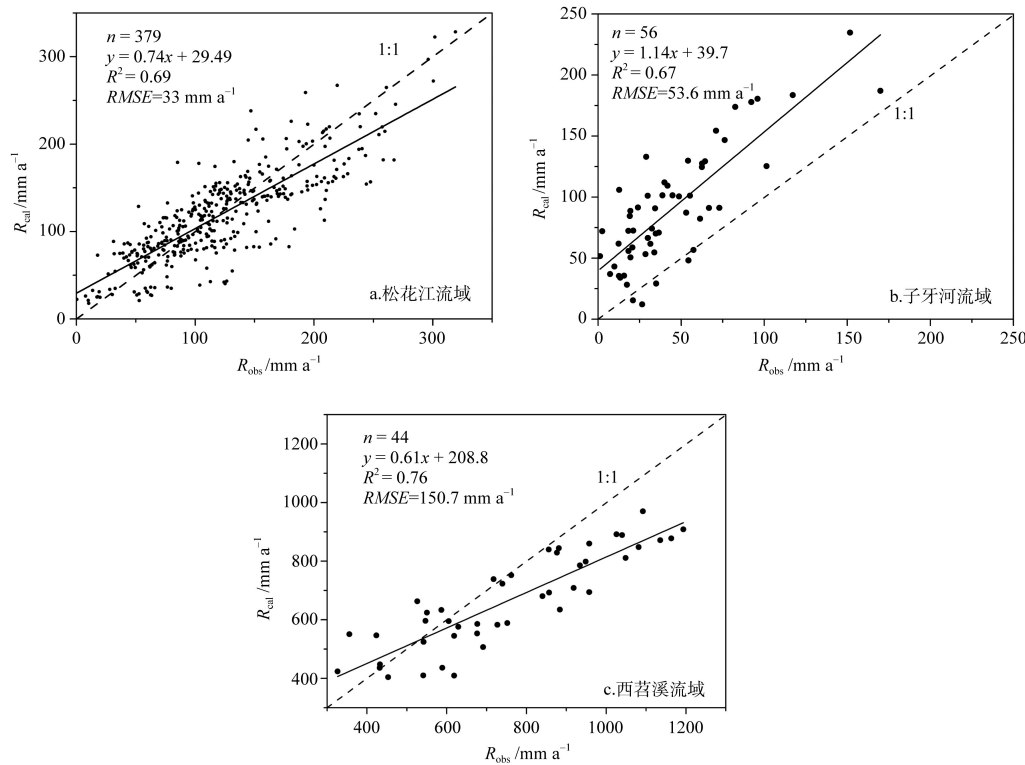 n = 379
y = 0.74x + 29.49
R² = 0.69
RMSE=33 mm a⁻¹
1:1
300
200
100
0
R_cal /mm a⁻¹
a.松花江流域
0 100 200 300
R_obs /mm a⁻¹
n = 56
y = 1.14x + 39.7
R² = 0.67
RMSE=53.6 mm a⁻¹
1:1
250
200
150
100
50
0
R_cal /mm a⁻¹
b.子牙河流域
0 50 100 150 200 250
R_obs /mm a⁻¹
n = 44
y = 0.61x + 208.8
R² = 0.76
RMSE=150.7 mm a⁻¹
1:1
1200
1000
800
600
400
R_cal /mm a⁻¹
c.西苕溪流域
400 600 800 1000 1200
R_obs /mm a⁻¹